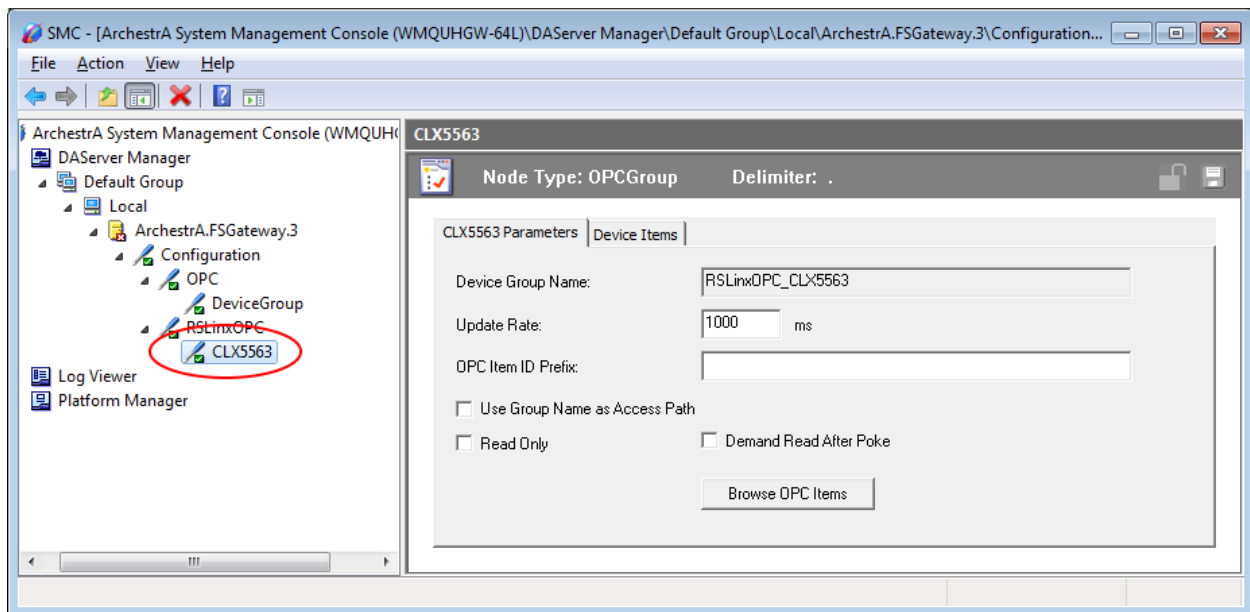 SMC - [ArchestrA System Management Console (WMQUHGW-64L)\DAServer Manager\Default Group\Local\ArchestrA.FSGateway.3\Configuration...
File Action View Help
ArchestrA System Management Console (WMQUH
DAServer Manager
Default Group
Local
ArchestrA.FSGateway.3
Configuration
OPC
DeviceGroup
RSLinxOPC
CLX5563
Log Viewer
Platform Manager
CLX5563
Node Type: OPCGroup Delimiter: .
CLX5563 Parameters Device Items
Device Group Name: RSLinxOPC_CLX5563
Update Rate: 1000 ms
OPC Item ID Prefix:
Use Group Name as Access Path
Read Only Demand Read After Poke
Browse OPC Items